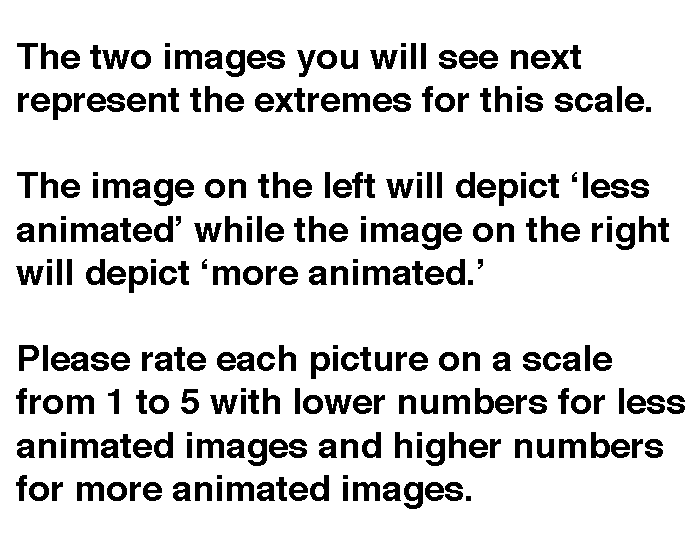 The two images you will see next
represent the extremes for this scale.
The image on the left will depict ‘less
animated’ while the image on the right
will depict ‘more animated.’
Please rate each picture on a scale
from 1 to 5 with lower numbers for less
animated images and higher numbers
for more animated images.